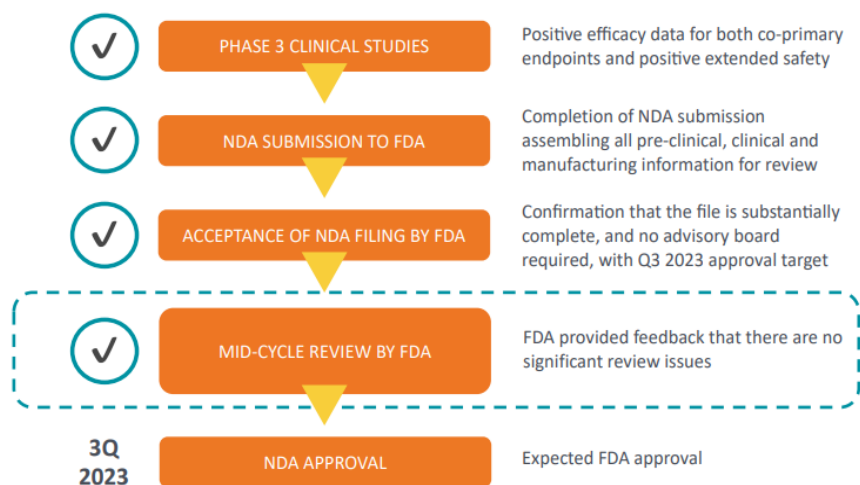 PHASE 3 CLINICAL STUDIES
Positive efficacy data for both co-primary
endpoints and positive extended safety
NDA SUBMISSION TO FDA
Completion of NDA submission
assembling all pre-clinical, clinical and
manufacturing information for review
ACCEPTANCE OF NDA FILING BY FDA
Confirmation that the file is substantially
complete, and no advisory board
required, with Q3 2023 approval target
MID-CYCLE REVIEW BY FDA
FDA provided feedback that there are no
significant review issues
3Q
2023
NDA APPROVAL
Expected FDA approval